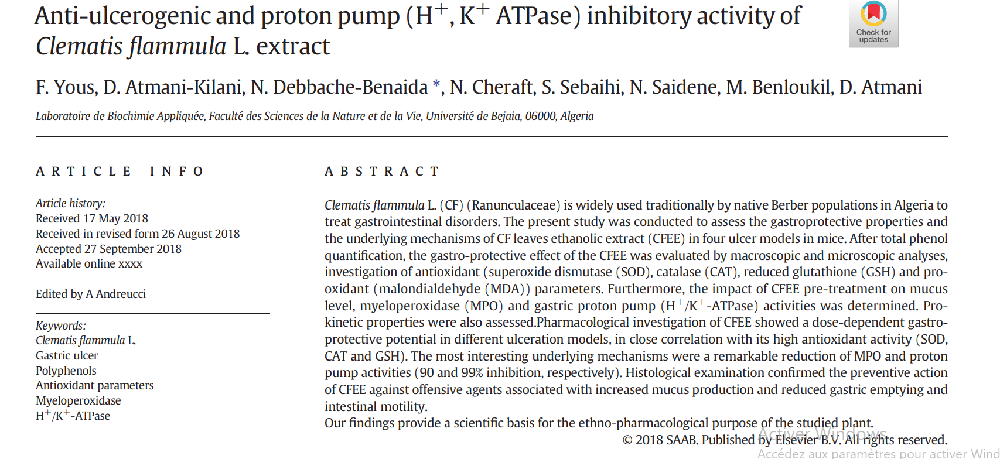 Anti-ulcerogenic and proton pump (H⁺, K⁺ ATPase) inhibitory activity of
Clematis flammula L. extract
Check for
updates
F. Yous, D. Atmani-Kilani, N. Debbache-Benaida *, N. Cheraft, S. Sebaihi, N. Saidene, M. Benloukil, D. Atmani
Laboratoire de Biochimie Appliquée, Faculté des Sciences de la Nature et de la Vie, Université de Bejaia, 06000, Algeria
ARTICLE INFO
Article history:
Received 17 May 2018
Received in revised form 26 August 2018
Accepted 27 September 2018
Available online xxxx
Edited by A Andreucci
Keywords:
Clematis flammula L.
Gastric ulcer
Polyphenols
Antioxidant parameters
Myeloperoxidase
H⁺/K⁺-ATPase
ABSTRACT
Clematis flammula L. (CF) (Ranunculaceae) is widely used traditionally by native Berber populations in Algeria to
treat gastrointestinal disorders. The present study was conducted to assess the gastroprotective properties and
the underlying mechanisms of CF leaves ethanolic extract (CFEE) in four ulcer models in mice. After total phenol
quantification, the gastro-protective effect of the CFEE was evaluated by macroscopic and microscopic analyses,
investigation of antioxidant (superoxide dismutase (SOD), catalase (CAT), reduced glutathione (GSH) and pro-
oxidant (malondialdehyde (MDA)) parameters. Furthermore, the impact of CFEE pre-treatment on mucus
level, myeloperoxidase (MPO) and gastric proton pump (H⁺/K⁺-ATPase) activities was determined. Pro-
kinetic properties were also assessed.Pharmacological investigation of CFEE showed a dose-dependent gastro-
protective potential in different ulceration models, in close correlation with its high antioxidant activity (SOD,
CAT and GSH). The most interesting underlying mechanisms were a remarkable reduction of MPO and proton
pump activities (90 and 99% inhibition, respectively). Histological examination confirmed the preventive action
of CFEE against offensive agents associated with increased mucus production and reduced gastric emptying and
intestinal motility.
Our findings provide a scientific basis for the ethno-pharmacological purpose of the studied plant.
© 2018 SAAB. Published by Elsevier B.V. All rights reserved.
Activer Windows
Accédez aux paramètres pour activer Wind